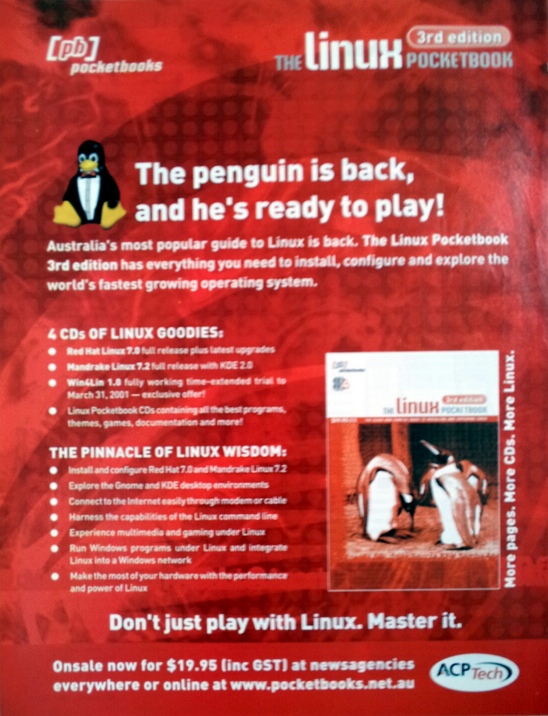 [pb]
pocketbooks
3rd edition
THE linux POCKETBOOK
The penguin is back,
and he's ready to play!
Australia's most popular guide to Linux is back. The Linux Pocketbook
3rd edition has everything you need to install, configure and explore the
world's fastest growing operating system.
4 CDs OF LINUX GOODIES:
Red Hat Linux 7.0 full release plus latest upgrades
Mandrake Linux 7.2 full release with KDE 2.0
Win4Lin 1.0 fully working time-extended trial to
March 31, 2001 — exclusive offer!
Linux Pocketbook CDs containing all the best programs,
themes, games, documentation and more!
THE PINNACLE OF LINUX WISDOM:
Install and configure Red Hat 7.0 and Mandrake Linux 7.2
Explore the Gnome and KDE desktop environments
Connect to the Internet easily through modem or cable
Harness the capabilities of the Linux command line
Experience multimedia and gaming under Linux
Run Windows programs under Linux and integrate
Linux into a Windows network
Make the most of your hardware with the performance
and power of Linux
[pb]
pocketbooks
3rd edition
THE linux POCKETBOOK
More pages. More CDs. More Linux.
Don't just play with Linux. Master it.
Onsale now for $19.95 (inc GST) at newsagencies
everywhere or online at www.pocketbooks.net.au
ACP Tech